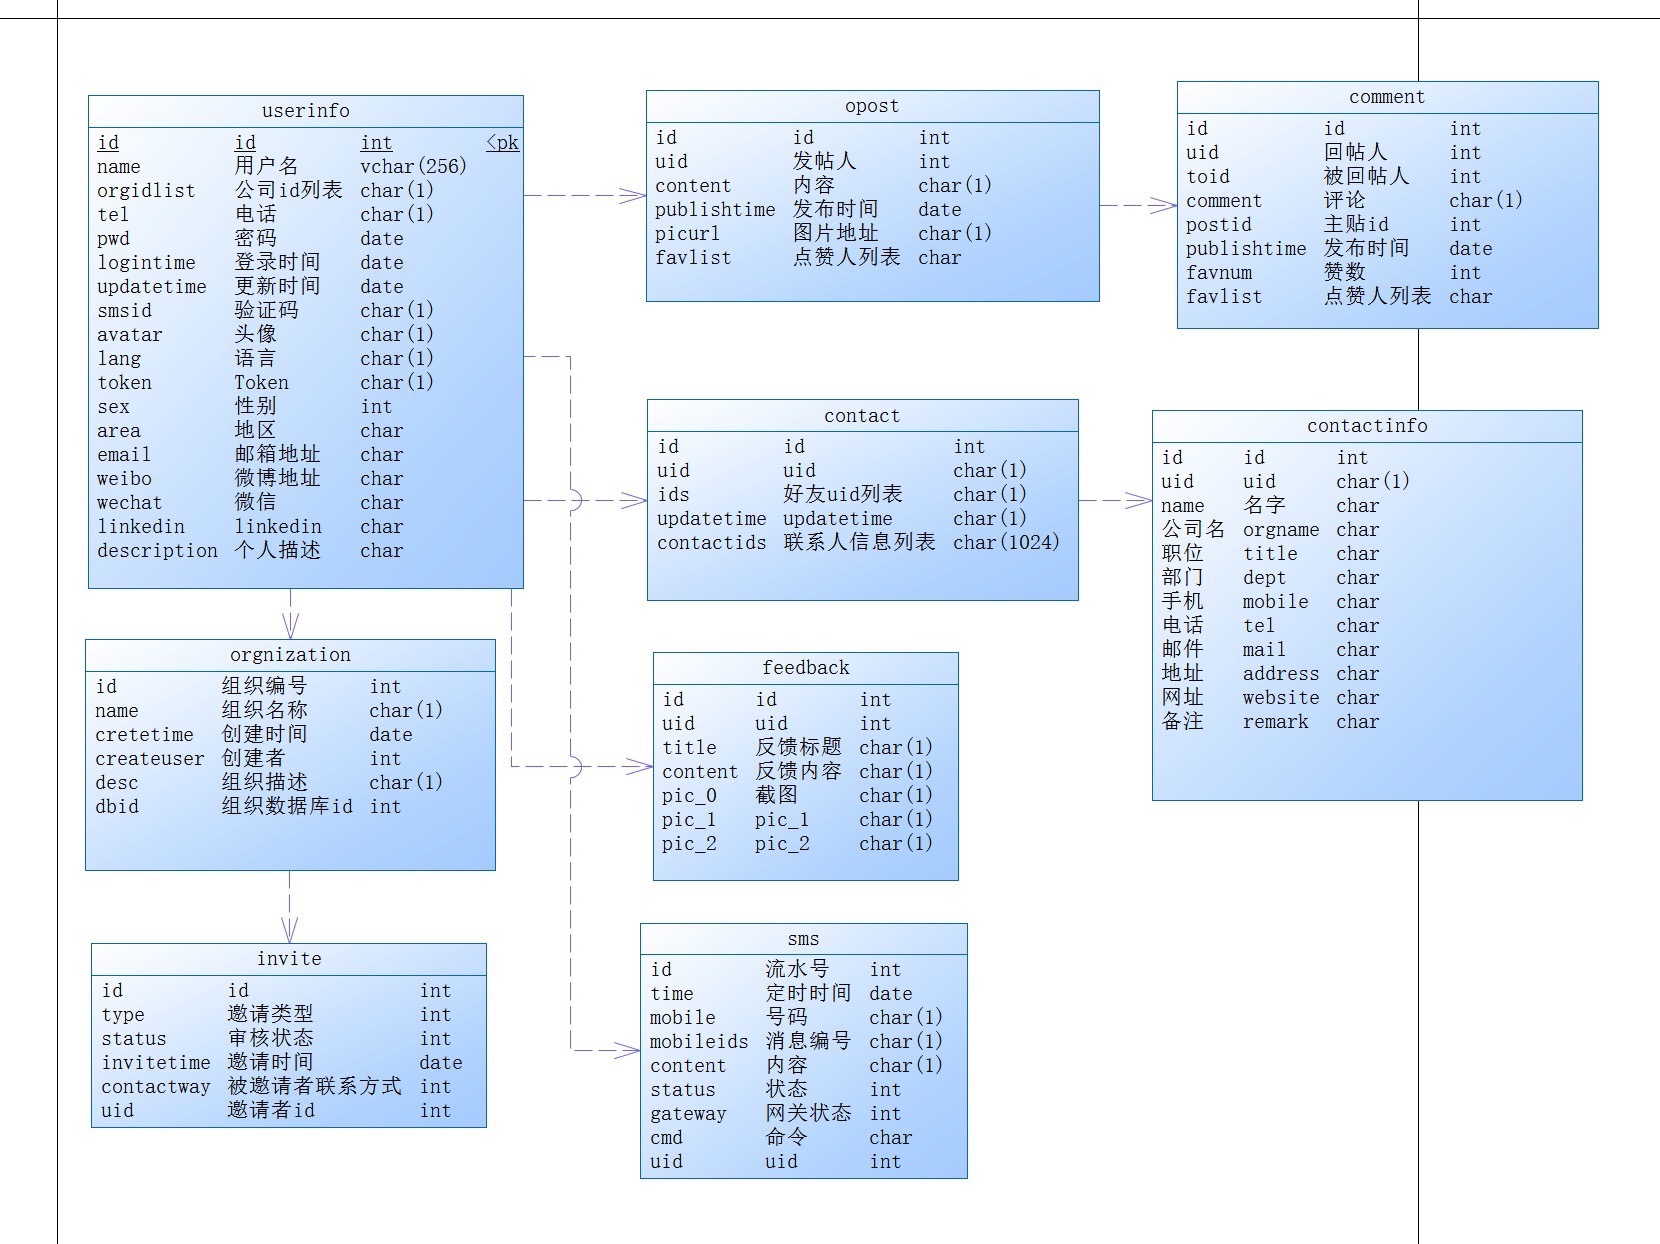 userinfo
id id int <pk
name 用户名 vchar(256)
orgidlist 公司id列表 char(1)
tel 电话 char(1)
pwd 密码 date
logintime 登录时间 date
updatetime 更新时间 date
smsid 验证码 char(1)
avatar 头像 char(1)
lang 语言 char(1)
token Token char(1)
sex 性别 int
area 地区 char
email 邮箱地址 char
weibo 微博地址 char
wechat 微信 char
linkedin linkedin char
description 个人描述 char
opost
id id int
uid 发帖人 int
content 内容 char(1)
publishtime 发布时间 date
picurl 图片地址 char(1)
favlist 点赞人列表 char
comment
id id int
uid 回帖人 int
toid 被回帖人 int
comment 评论 char(1)
postid 主贴id int
publishtime 发布时间 date
favnum 赞数 int
favlist 点赞人列表 char
contact
id id int
uid uid char(1)
ids 好友uid列表 char(1)
updatetime updatetime char(1)
contactids 联系人信息列表 char(1024)
contactinfo
id id int
uid uid char(1)
name 名字 char
公司名 orgname char
职位 title char
部门 dept char
手机 mobile char
电话 tel char
邮件 mail char
地址 address char
网址 website char
备注 remark char
orgnization
id 组织编号 int
name 组织名称 char(1)
cretetime 创建时间 date
createuser 创建者 int
desc 组织描述 char(1)
dbid 组织数据库id int
feedback
id id int
uid uid int
title 反馈标题 char(1)
content 反馈内容 char(1)
pic_0 截图 char(1)
pic_1 pic_1 char(1)
pic_2 pic_2 char(1)
invite
id id int
type 邀请类型 int
status 审核状态 int
invitetime 邀请时间 date
contactway 被邀请者联系方式 int
uid 邀请者id int
sms
id 流水号 int
time 定时时间 date
mobile 号码 char(1)
mobileids 消息编号 char(1)
content 内容 char(1)
status 状态 int
gateway 网关状态 int
cmd 命令 char
uid uid int